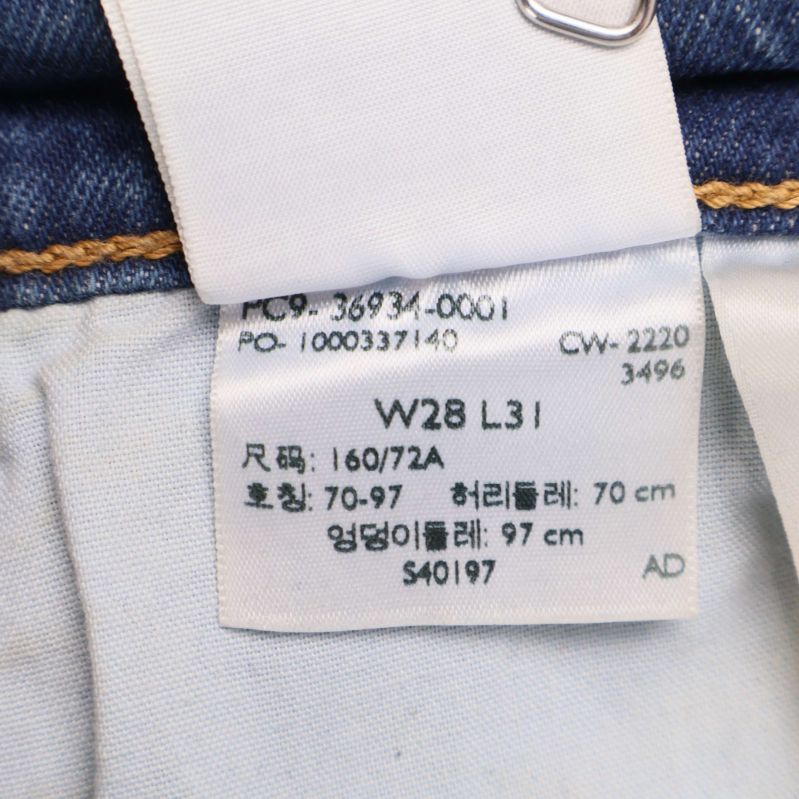 PC9- 36934-0001
PO- 1000337140 CW- 2220
3496
W28 L31
尺码: 160/72A
호칭: 70-97 허리둘레: 70 cm
엉덩이둘레: 97 cm
S40197 AD